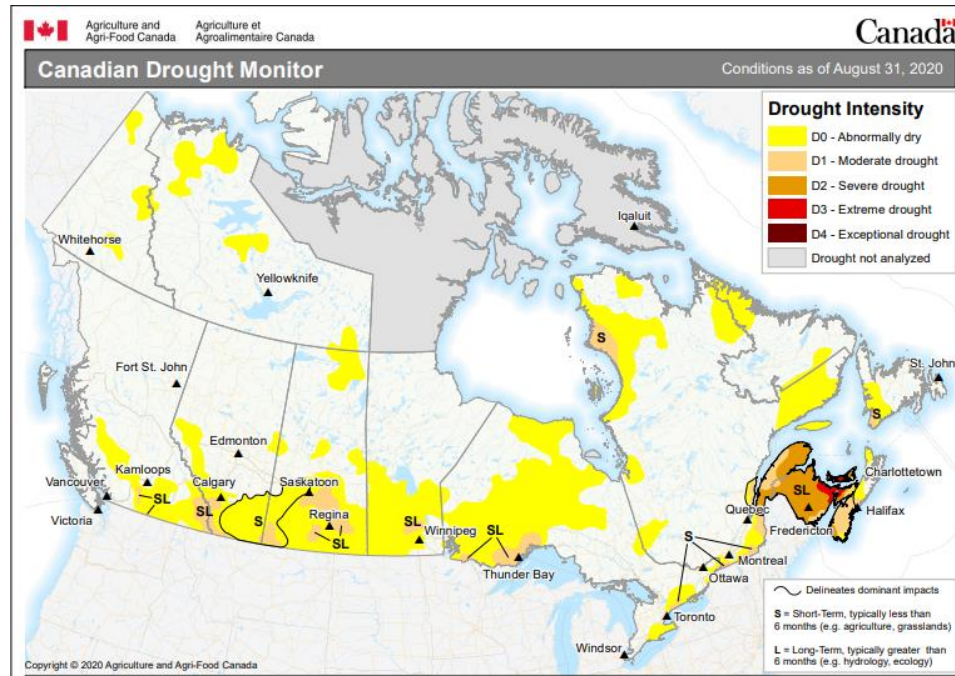 Agriculture and
Agri-Food Canada
Agriculture et
Agroalimentaire Canada
Canada
Canadian Drought Monitor
Conditions as of August 31, 2020
Drought Intensity
D0 - Abnormally dry
D1 - Moderate drought
D2 - Severe drought
D3 - Extreme drought
D4 - Exceptional drought
Drought not analyzed
Iqaluit
Whitehorse
Yellowknife
S
Fort St. John
St. John
S
Edmonton
Kamloops
Calgary
Saskatoon
Charlottetown
Vancouver
SL
SL
S
Regina
SL
SL
Winnipeg
SL
SL
Quebec
Halifax
Victoria
Fredericton
S
Montreal
Thunder Bay
Ottawa
Toronto
Windsor
Delineates dominant impacts
S = Short-Term, typically less than
6 months (e.g. agriculture, grasslands)
L = Long-Term, typically greater than
6 months (e.g. hydrology, ecology)
Copyright © 2020 Agriculture and Agri-Food Canada